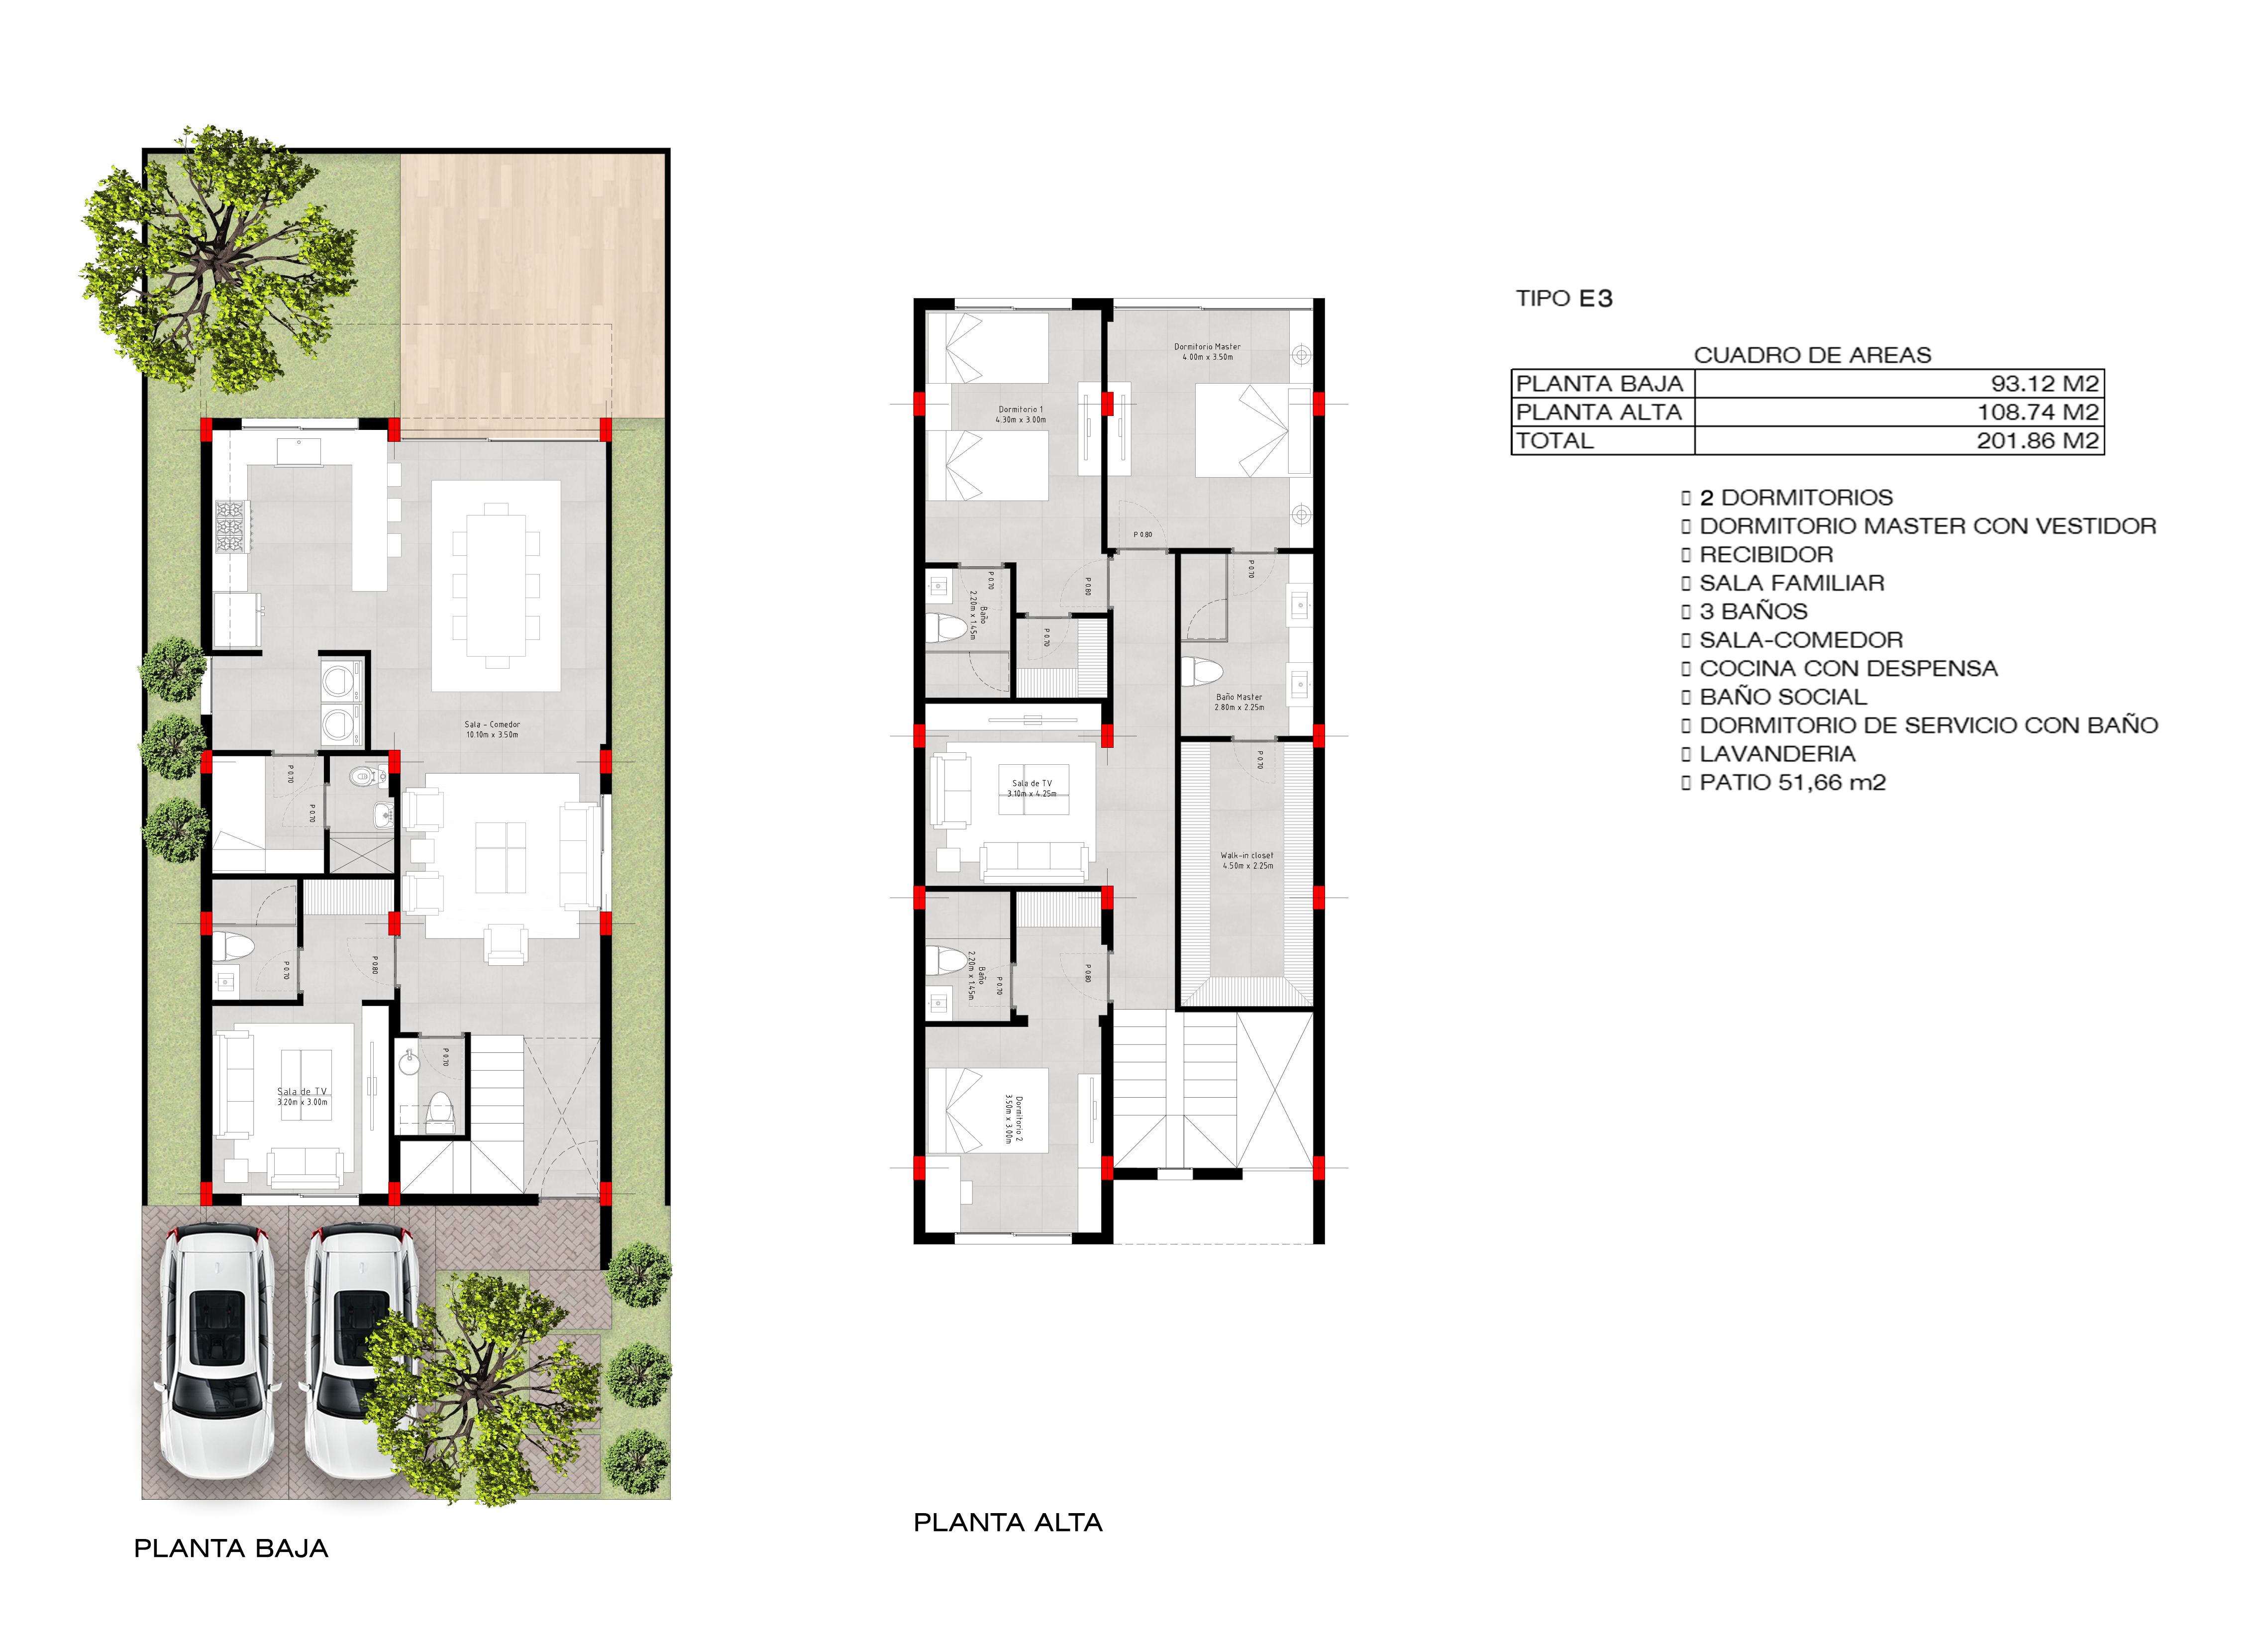 Sala - Comedor
10.10m x 3.50m
P 0.70
P 0.70
P 0.70
P 0.80
P 0.70
Sala de TV
3.20m x 3.00m
PLANTA BAJA
Dormitorio Master
4.00m x 3.50m
Dormitorio 1
4.30m x 3.00m
P 0.80
P 0.70
Baño
2.20m x 1.45m
P 0.80
P 0.70
P 0.70
Baño Master
2.80m x 2.25m
P 0.70
Sala de TV
3.10m x 4.25m
Walk-in closet
4.50m x 2.25m
Baño
2.20m x 1.45m
P 0.70
P 0.80
Dormitorio 2
3.50m x 3.00m
PLANTA ALTA
TIPO E3
CUADRO DE AREAS
PLANTA BAJA 93.12 M2
PLANTA ALTA 108.74 M2
TOTAL 201.86 M2
2 DORMITORIOS
DORMITORIO MASTER CON VESTIDOR
RECIBIDOR
SALA FAMILIAR
3 BAÑOS
SALA-COMEDOR
COCINA CON DESPENSA
BAÑO SOCIAL
DORMITORIO DE SERVICIO CON BAÑO
LAVANDERIA
PATIO 51,66 m2